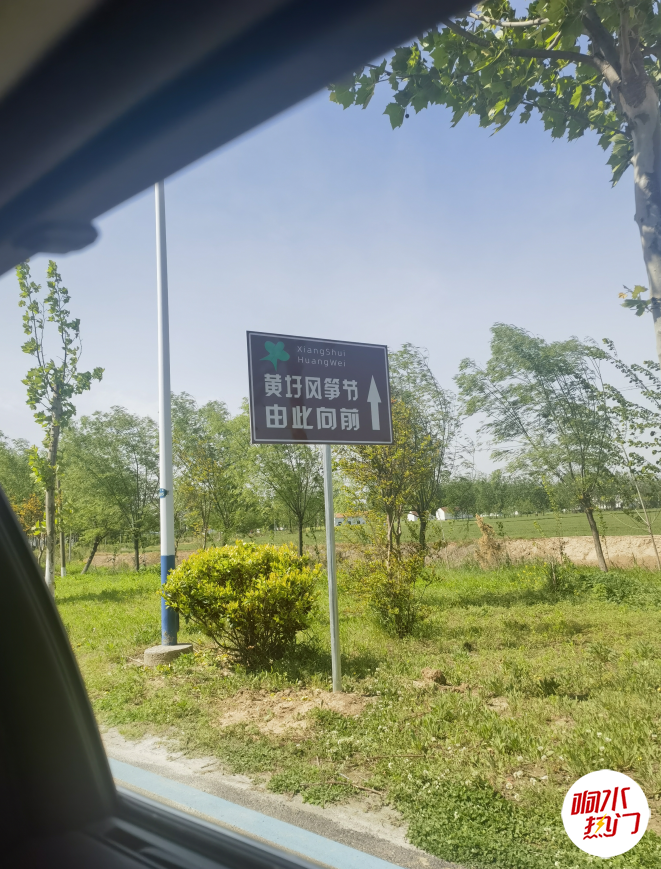 XiangShui
HuangWei
黄圩风筝节
由此向前
响水
热门